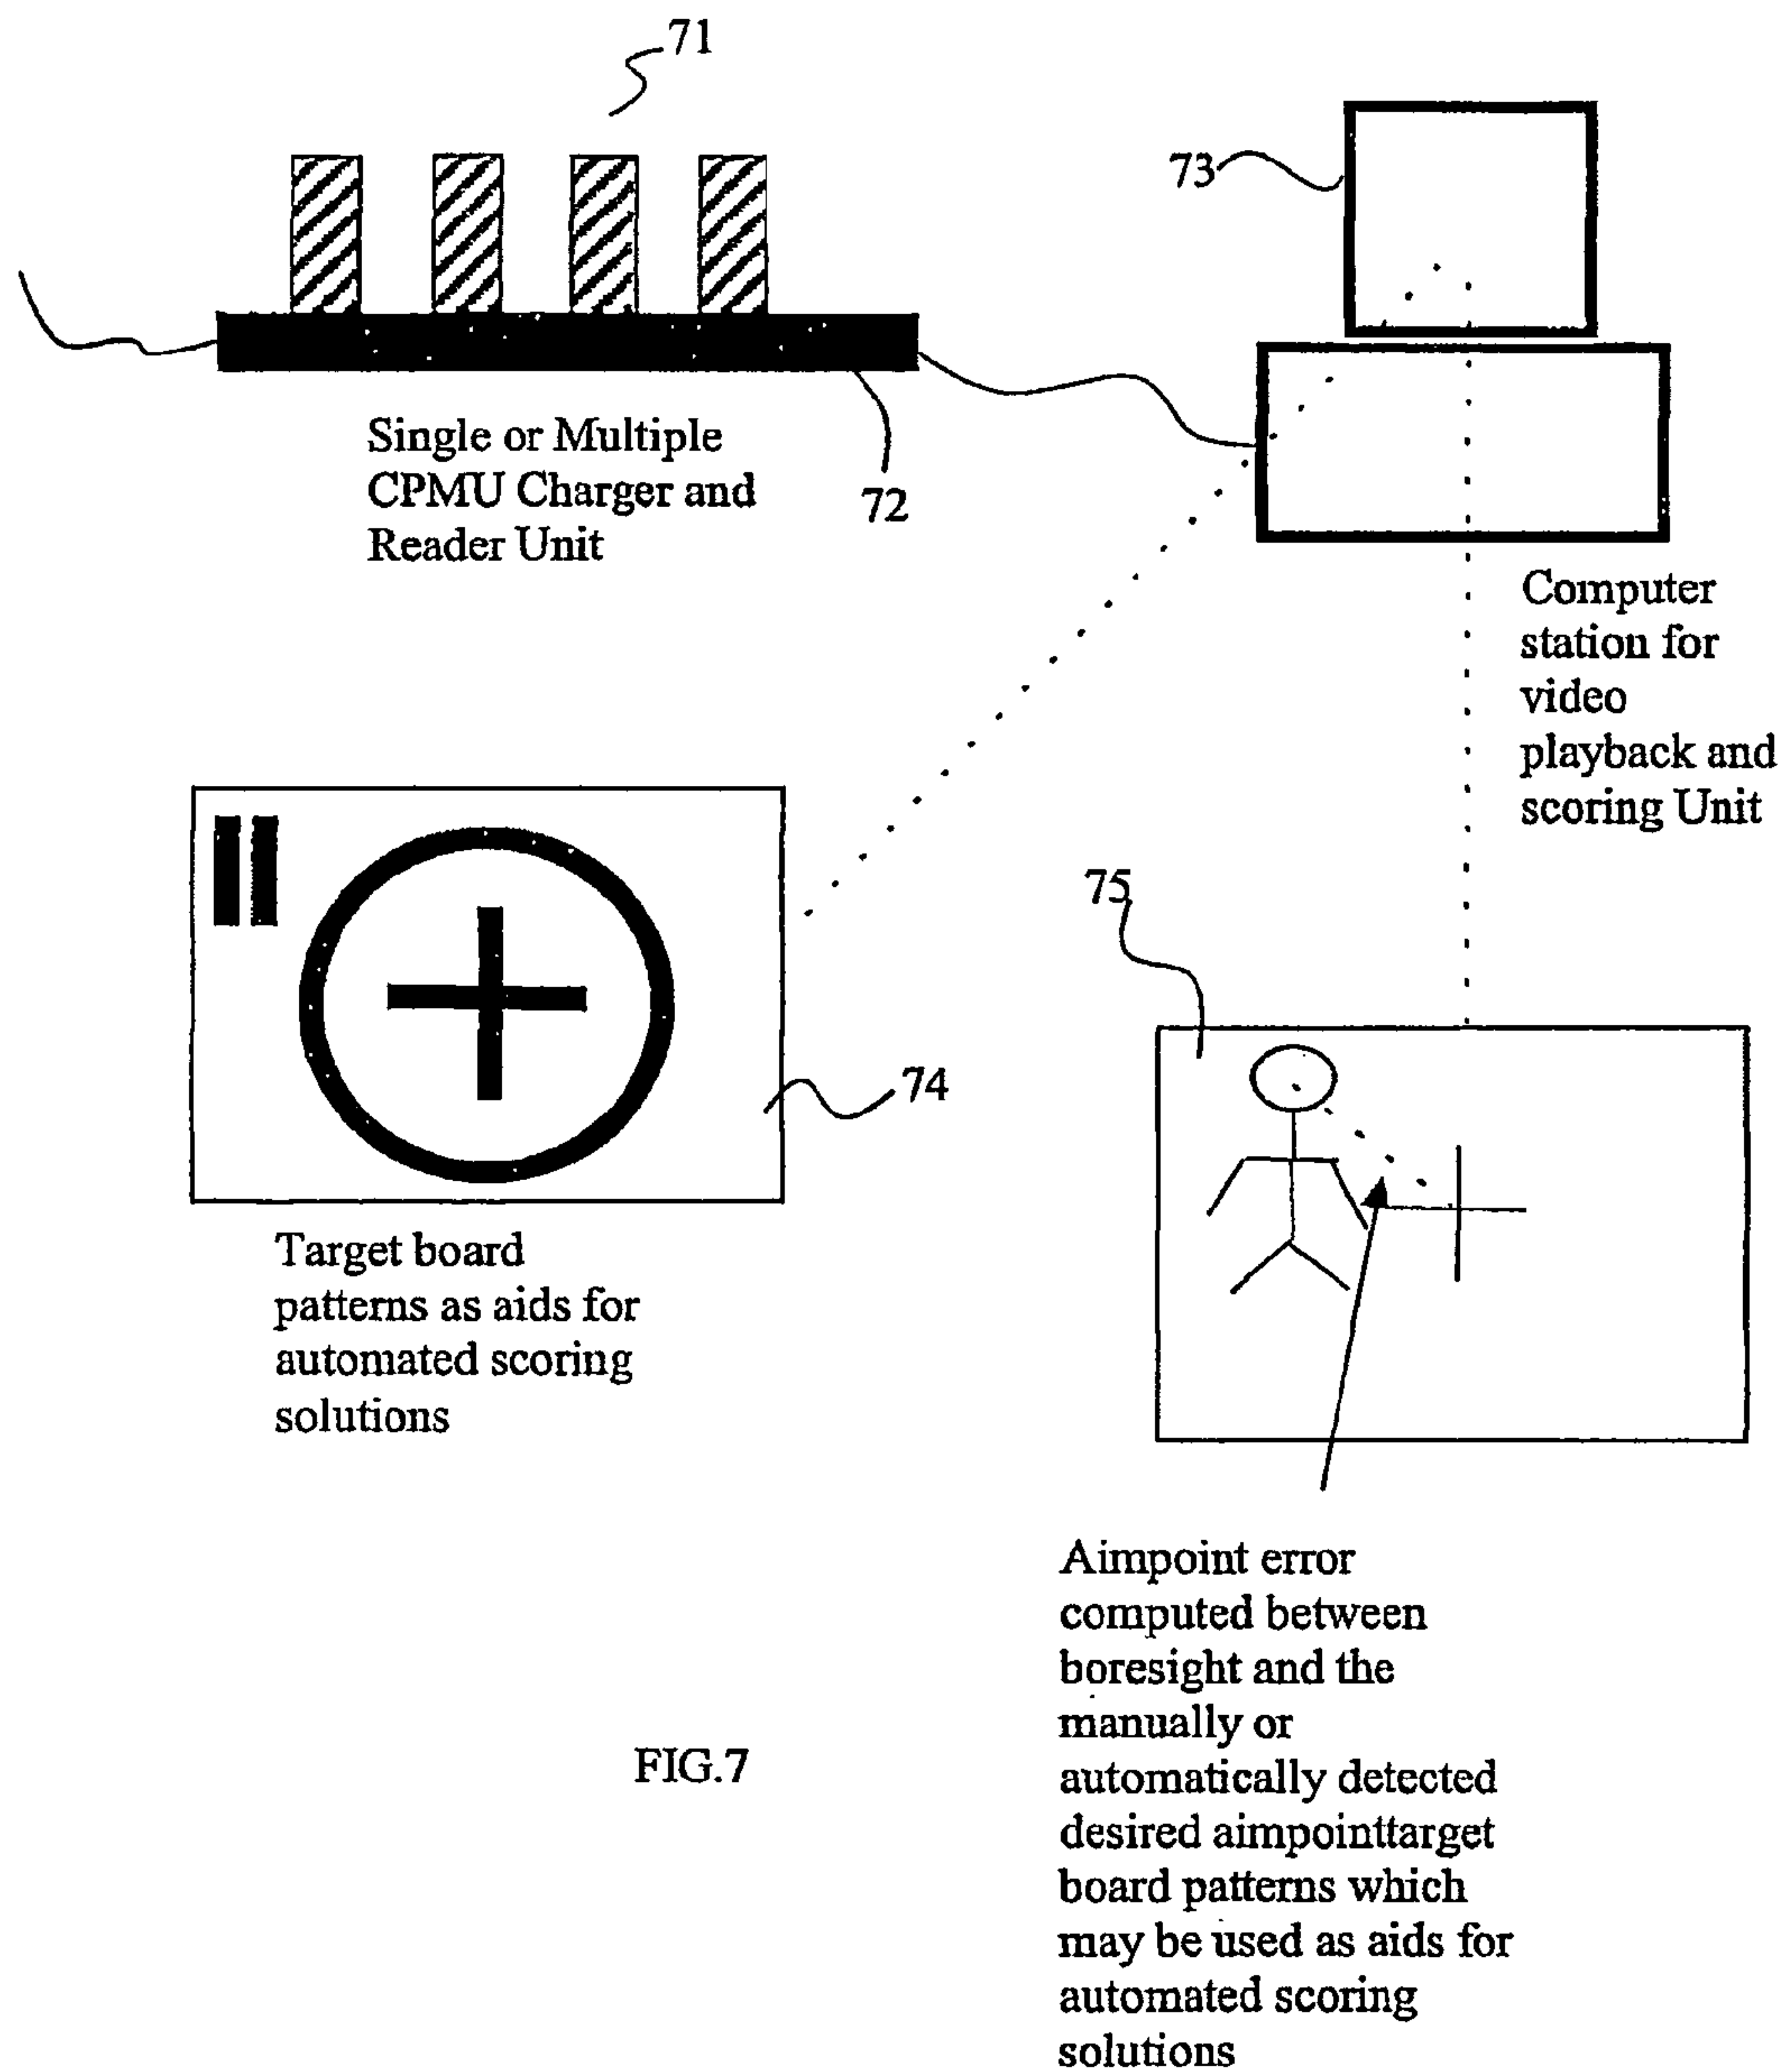 71
73
Single or Multiple
CPMU Charger and
Reader Unit
72
Computer
station for
video
playback and
scoring Unit
75
74
Target board
patterns as aids for
automated scoring
solutions
Aimpoint error
computed between
boresight and the
manually or
automatically detected
desired aimpointtarget
board patterns which
may be used as aids for
automated scoring
solutions
FIG.7